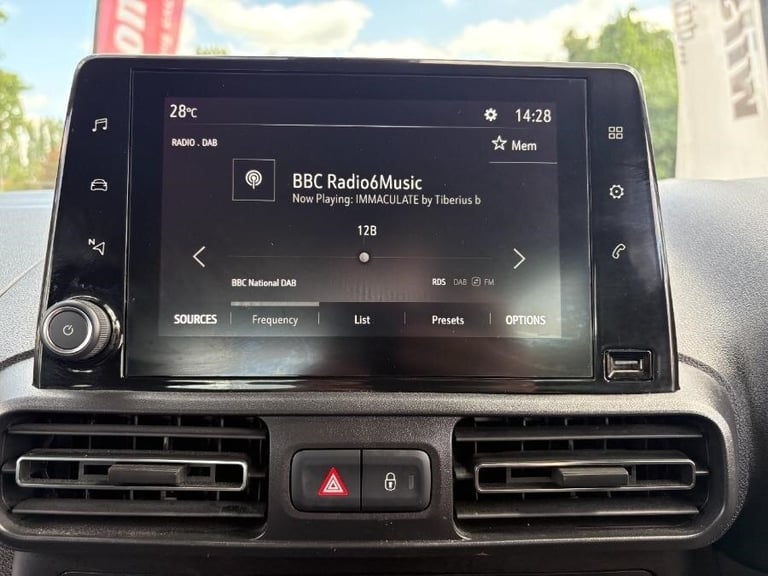 28°C
14:28
RADIO . DAB
Mem
BBC Radio6Music
Now Playing: IMMACULATE by Tiberius b
12B
N
BBC National DAB
RDS DAB FM
SOURCES Frequency List Presets OPTIONS